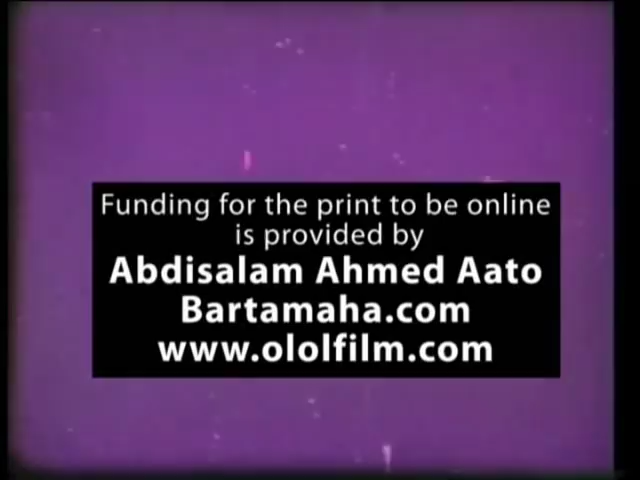 Funding for the print to be online
is provided by
Abdisalam Ahmed Aato
Bartamaha.com
www.ololfilm.com